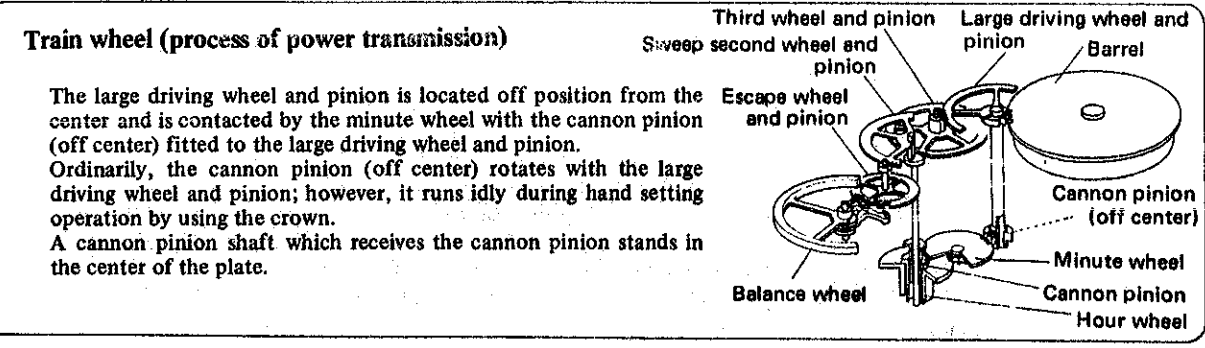 Train wheel (process of power transmission)
The large driving wheel and pinion is located off position from the
center and is contacted by the minute wheel with the cannon pinion
(off center) fitted to the large driving wheel and pinion.
Ordinarily, the cannon pinion (off center) rotates with the large
driving wheel and pinion; however, it runs idly during hand setting
operation by using the crown.
A cannon pinion shaft which receives the cannon pinion stands in
the center of the plate.
Third wheel and pinion
Large driving wheel and
pinion
Barrel
Sweep second wheel and
pinion
Escape wheel
and pinion
Cannon pinion
(off center)
Minute wheel
Balance wheel
Cannon pinion
Hour wheel